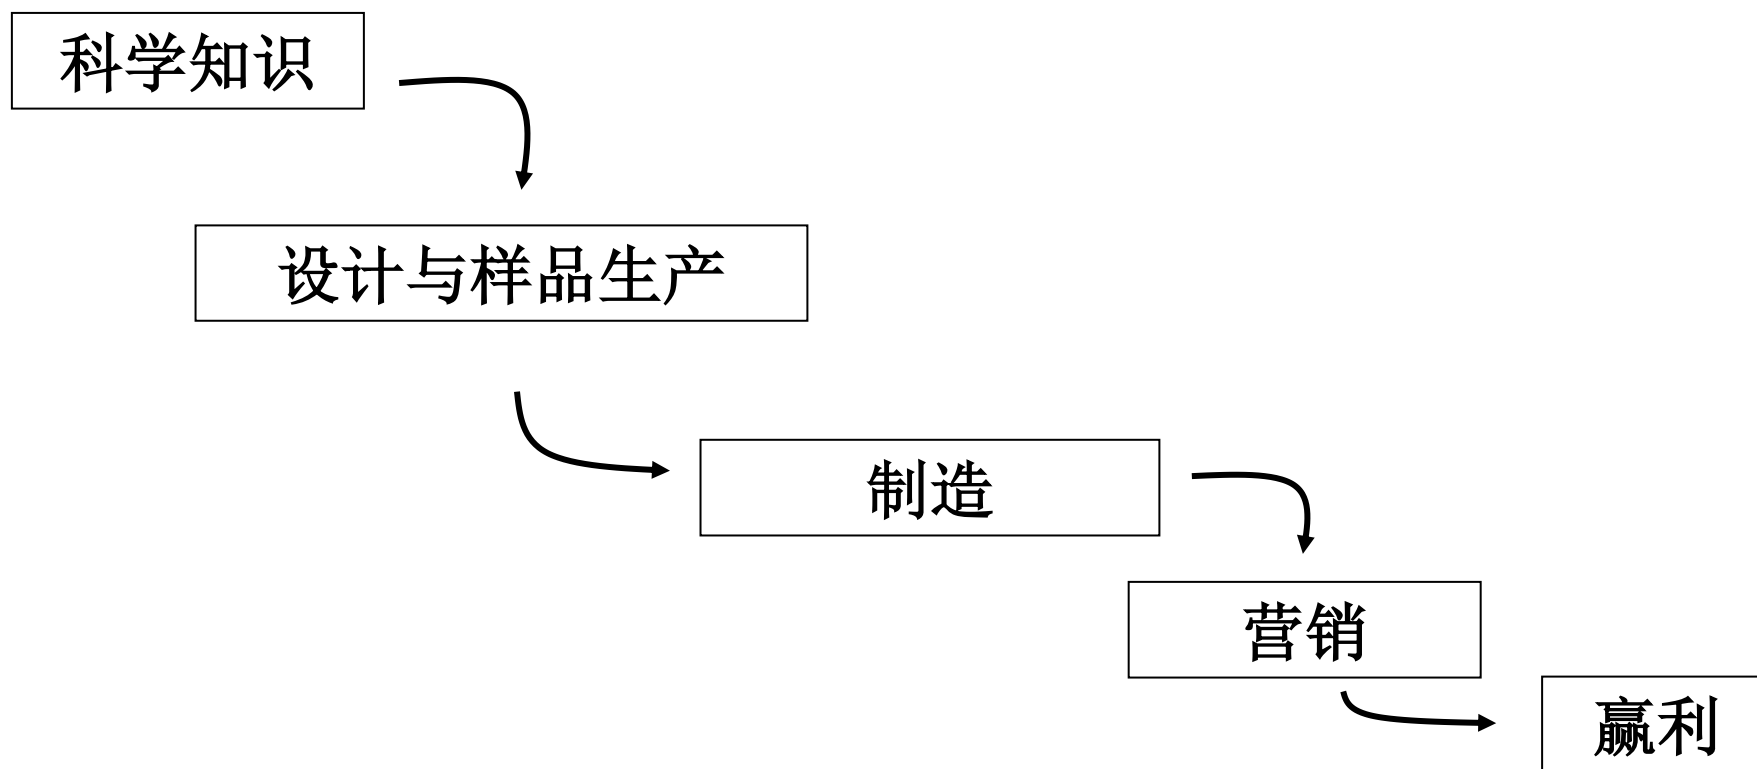 科学知识
设计与样品生产
制造
营销
赢利